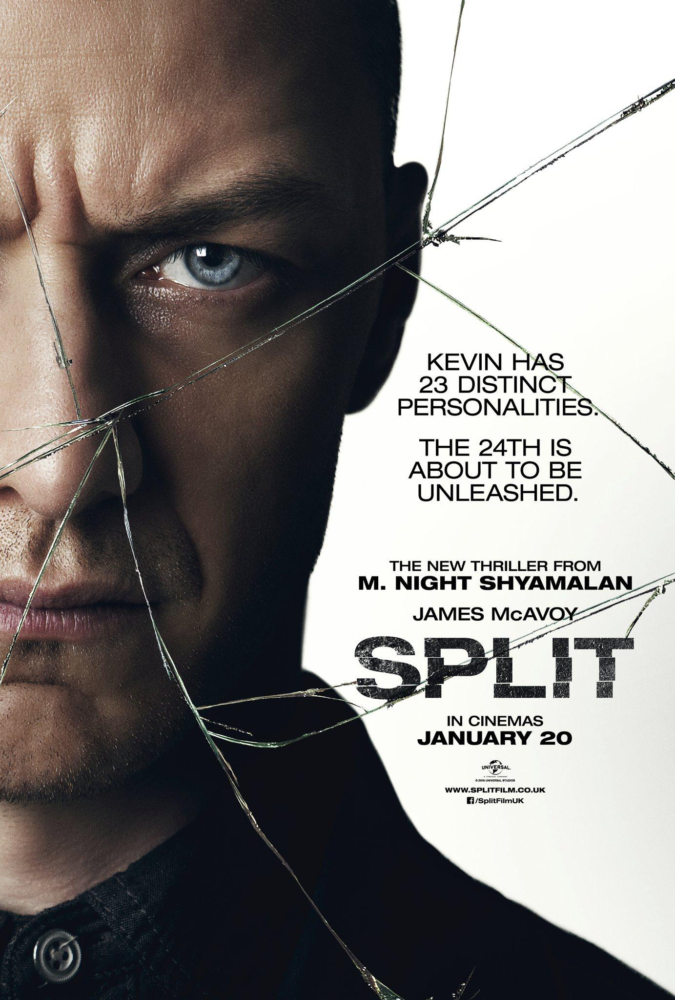 KEVIN HAS
23 DISTINCT
PERSONALITIES.
THE 24TH IS
ABOUT TO BE
UNLEASHED.
THE NEW THRILLER FROM
M. NIGHT SHYAMALAN
JAMES McAVOY
SPLIT
IN CINEMAS
JANUARY 20
UNIVERSAL
A COMCAST COMPANY
© 2016 UNIVERSAL STUDIOS
WWW.SPLITFILM.CO.UK
f/SplitFilmUK